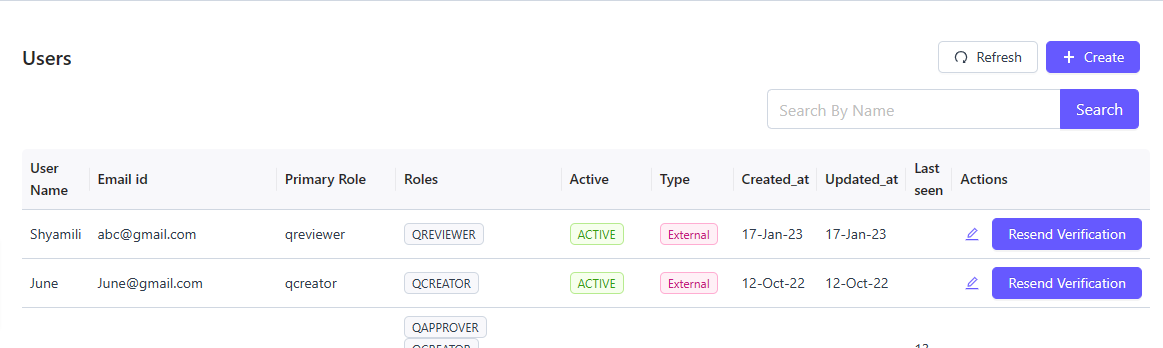 Users
Refresh
Create
Search By Name
Search
User Name Email id Primary Role Roles Active Type Created_at Updated_at Last seen Actions
Shyamili abc@gmail.com qreviewer QREVIEWER ACTIVE External 17-Jan-23 17-Jan-23 Resend Verification
June June@gmail.com qcreator QCREATOR ACTIVE External 12-Oct-22 12-Oct-22 Resend Verification
QAPPROVER
QCREATOR